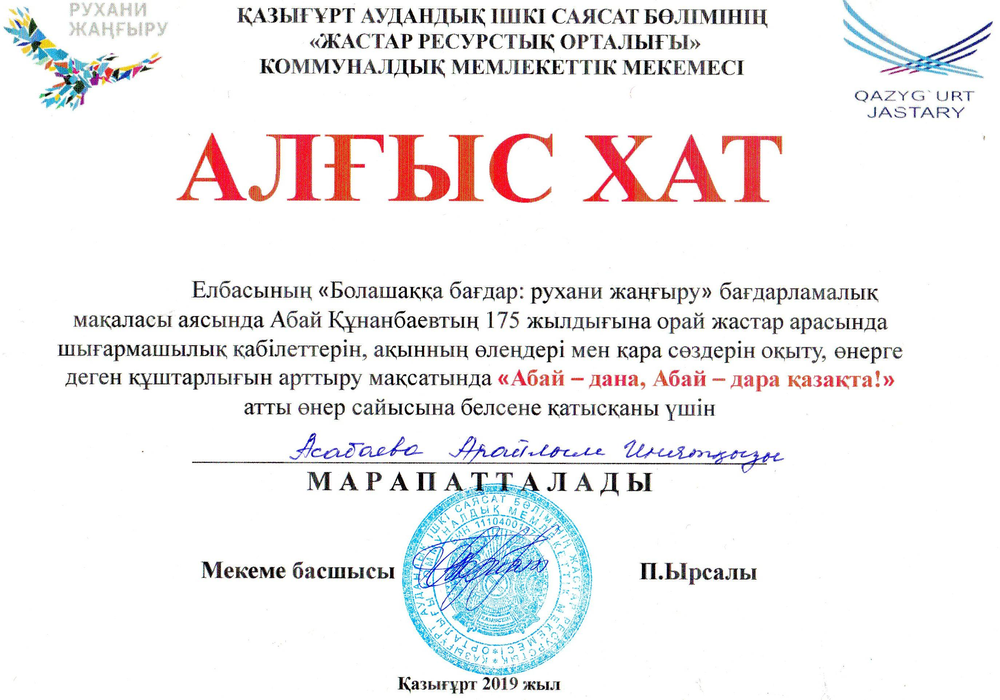 РУХАНИ
ЖАҢҒЫРУ
ҚАЗЫҒҰРТ АУДАНДЫҚ ІШКІ САЯСАТ БӨЛІМІНІҢ
«ЖАСТАР РЕСУРСТЫҚ ОРТАЛЫҒЫ»
КОММУНАЛДЫҚ МЕМЛЕКЕТТІК МЕКЕМЕСІ
QAZYG`URT
JASTARY
АЛҒЫС ХАТ
Елбасының «Болашаққа бағдар: рухани жаңғыру» бағдарламалық
мақаласы аясында Абай Құнанбаевтың 175 жылдығына орай жастар арасында
шығармашылық қабілеттерін, ақынның өлеңдері мен қара сөздерін оқыту, өнерге
деген құштарлығын арттыру мақсатында «Абай – дана, Абай – дара қазақта!»
атты өнер сайысына белсене қатысқаны үшін
Асабаева Арайлым Иниятқызы
МАРАПАТТАЛАДЫ
ҚАЗЫҒҰРТ АУДАНДЫҚ ІШКІ САЯСАТ БӨЛІМІНІҢ ЖАСТАР РЕСУРСТЫҚ
ОРТАЛЫҒЫ КОММУНАЛДЫҚ МЕМЛЕКЕТТІК МЕКЕМЕСІ
БИН
ҚАЗАҚСТАН
Мекеме басшысы
П.Ырсалы
Қазығұрт 2019 жыл